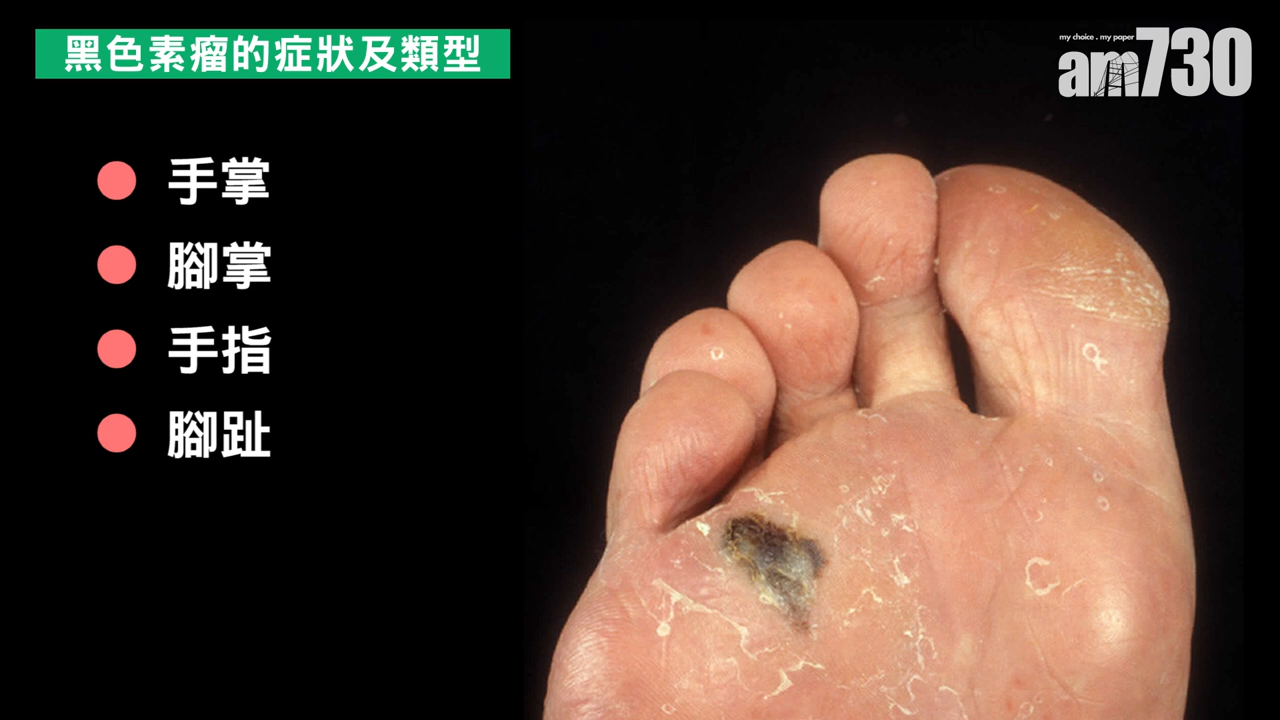 黑色素瘤的症狀及類型
my choice . my paper
am730
手掌
腳掌
手指
腳趾